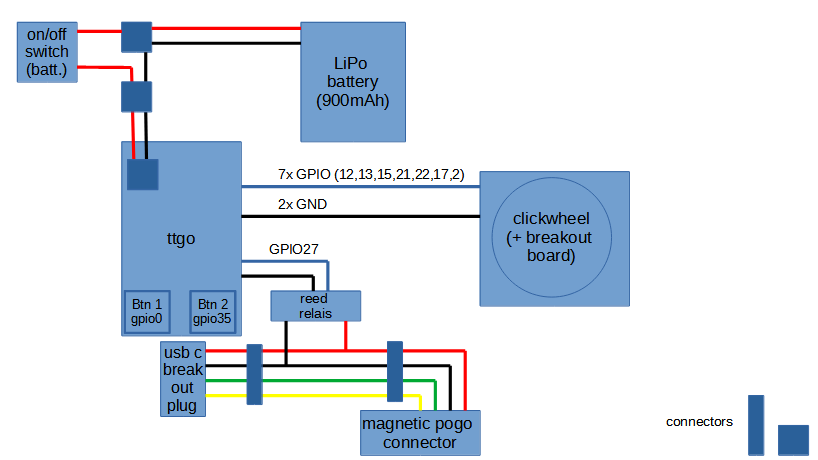 on/off
switch
(batt.)
LiPo
battery
(900mAh)
7x GPIO (12,13,15,21,22,17,2)
2x GND
clickwheel
(+ breakout
board)
ttgo
GPIO27
Btn 1
gpio0
Btn 2
gpio35
reed
relais
usb c
break
out
plug
magnetic pogo
connector
connectors